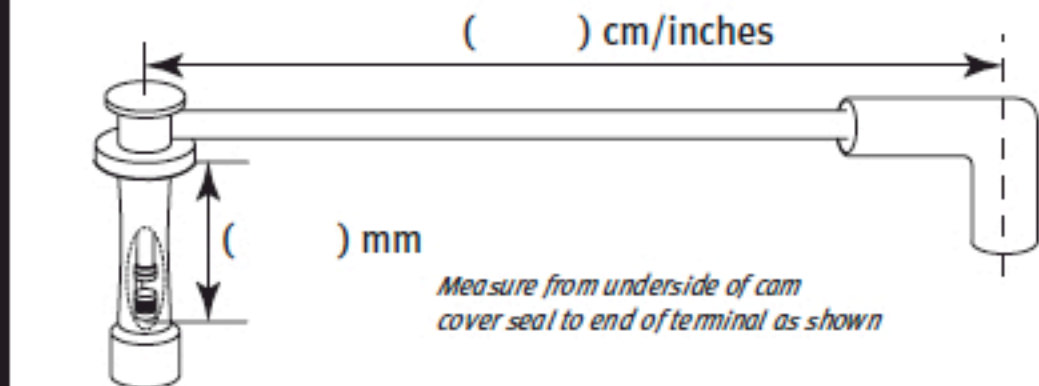 ( ) cm/inches
( ) mm
Measure from underside of cam
cover seal to end of terminal as shown